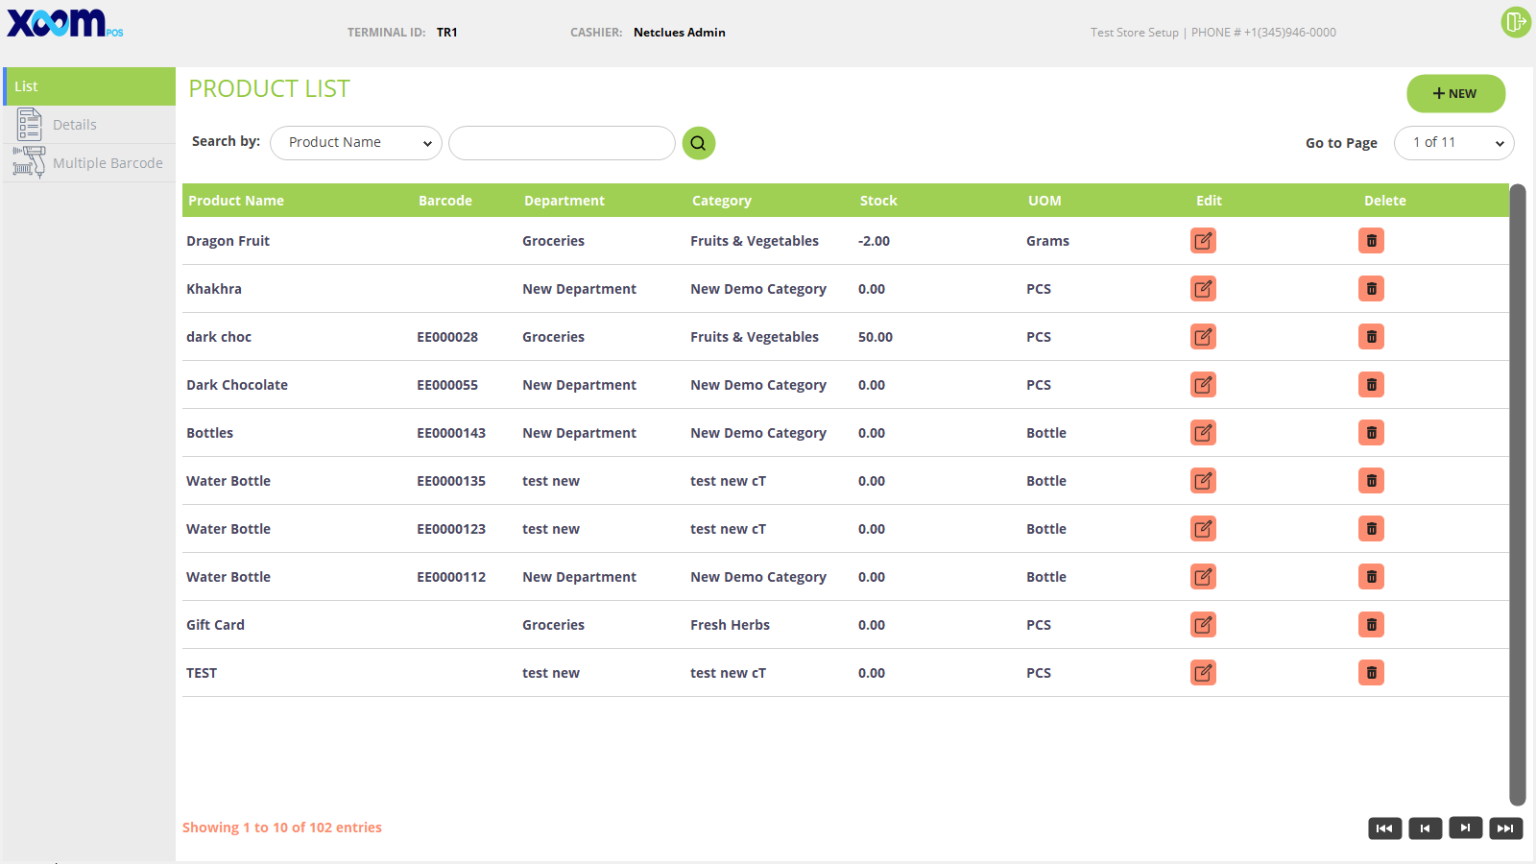 xoom POS
TERMINAL ID: TR1 CASHIER: Netclues Admin Test Store Setup | PHONE # +1(345)946-0000
List
Details
Multiple Barcode
PRODUCT LIST
+ NEW
Search by: Product Name Go to Page 1 of 11
Product Name Barcode Department Category Stock UOM Edit Delete
Dragon Fruit Groceries Fruits & Vegetables -2.00 Grams
Khakhra New Department New Demo Category 0.00 PCS
dark choc EE000028 Groceries Fruits & Vegetables 50.00 PCS
Dark Chocolate EE000055 New Department New Demo Category 0.00 PCS
Bottles EE0000143 New Department New Demo Category 0.00 Bottle
Water Bottle EE0000135 test new test new cT 0.00 Bottle
Water Bottle EE0000123 test new test new cT 0.00 Bottle
Water Bottle EE0000112 New Department New Demo Category 0.00 Bottle
Gift Card Groceries Fresh Herbs 0.00 PCS
TEST test new test new cT 0.00 PCS
Showing 1 to 10 of 102 entries